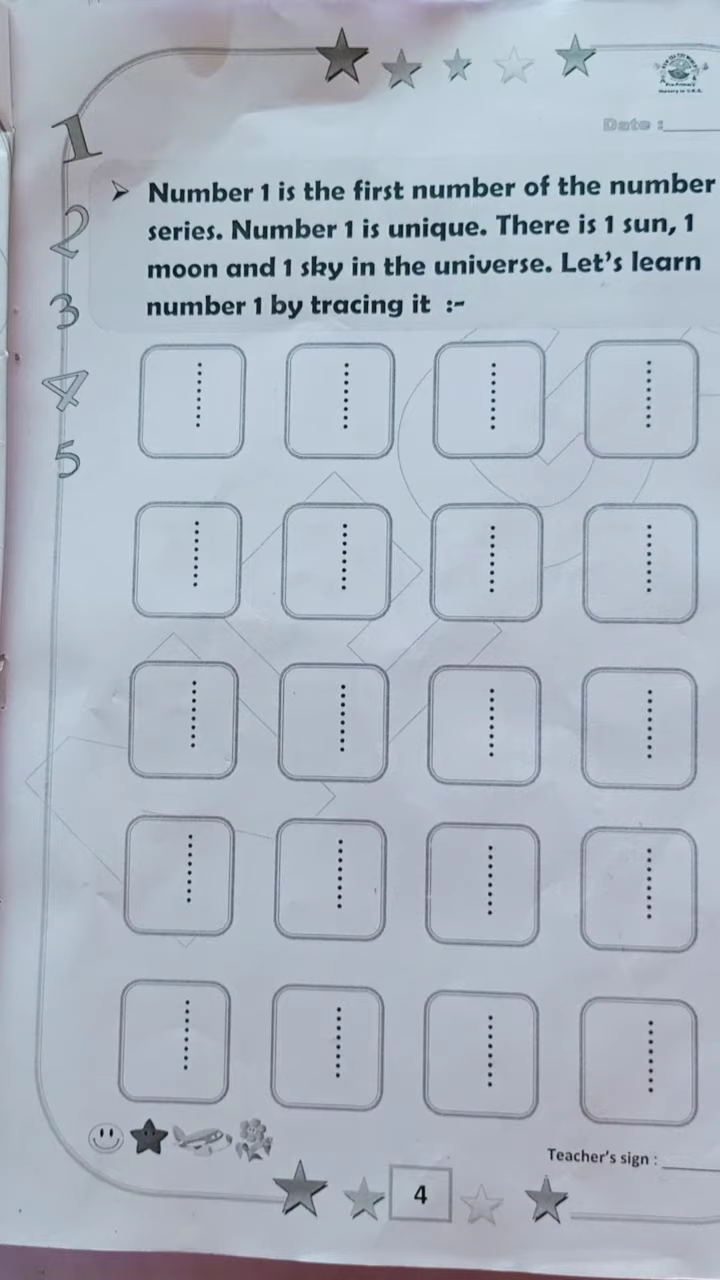 Date :
1
➤ Number 1 is the first number of the number
2
series. Number 1 is unique. There is 1 sun, 1
moon and 1 sky in the universe. Let's learn
3
number 1 by tracing it :-
4
5
Teacher's sign :
4